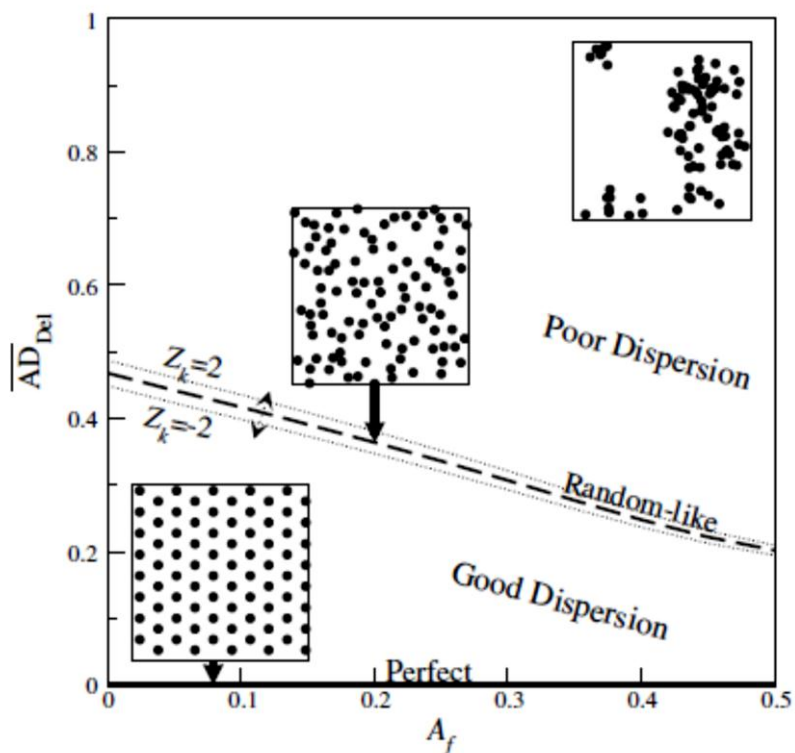 1
0.8
0.6
0.4
0.2
0
AD_Del
Z_k=2
Z_k=-2
Poor Dispersion
Random-like
Good Dispersion
Perfect
0 0.1 0.2 0.3 0.4 0.5
A_f